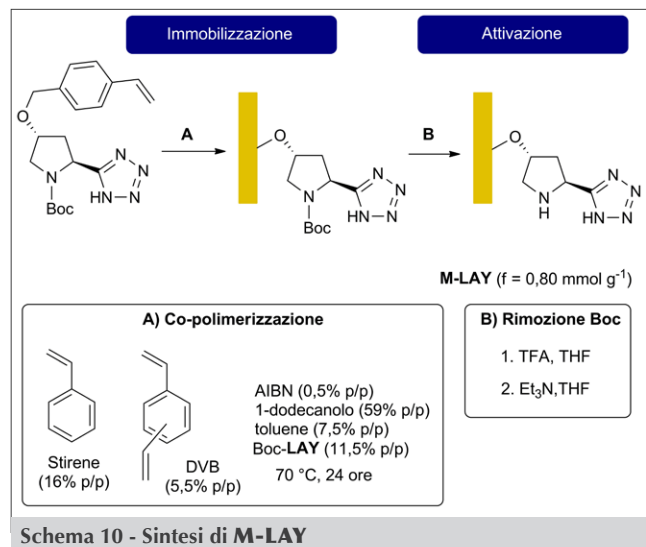 Immobilizzazione
Attivazione
O
A
O
B
O
N
N
N
N
N
HN
N
N
N
HN
N
N
N
N
H
HN
Boc
Boc
M-LAY (f = 0,80 mmol g⁻¹)
A) Co-polimerizzazione
B) Rimozione Boc
AIBN (0,5% p/p)
1-dodecanolo (59% p/p)
toluene (7,5% p/p)
Boc-LAY (11,5% p/p)
70 °C, 24 ore
Stirene
(16% p/p)
DVB
(5,5% p/p)
1. TFA, THF
2. Et₃N,THF
Schema 10 - Sintesi di M-LAY